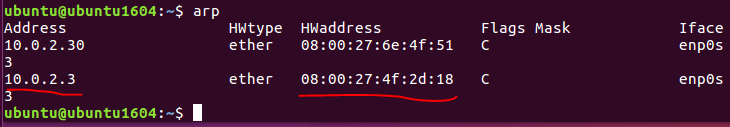 ubuntu@ubuntu1604:~$ arp
Address                  HWtype  HWaddress           Flags Mask            Iface
10.0.2.30                ether   08:00:27:6e:4f:51   C                     enp0s
3
10.0.2.3                 ether   08:00:27:4f:2d:18   C                     enp0s
3
ubuntu@ubuntu1604:~$